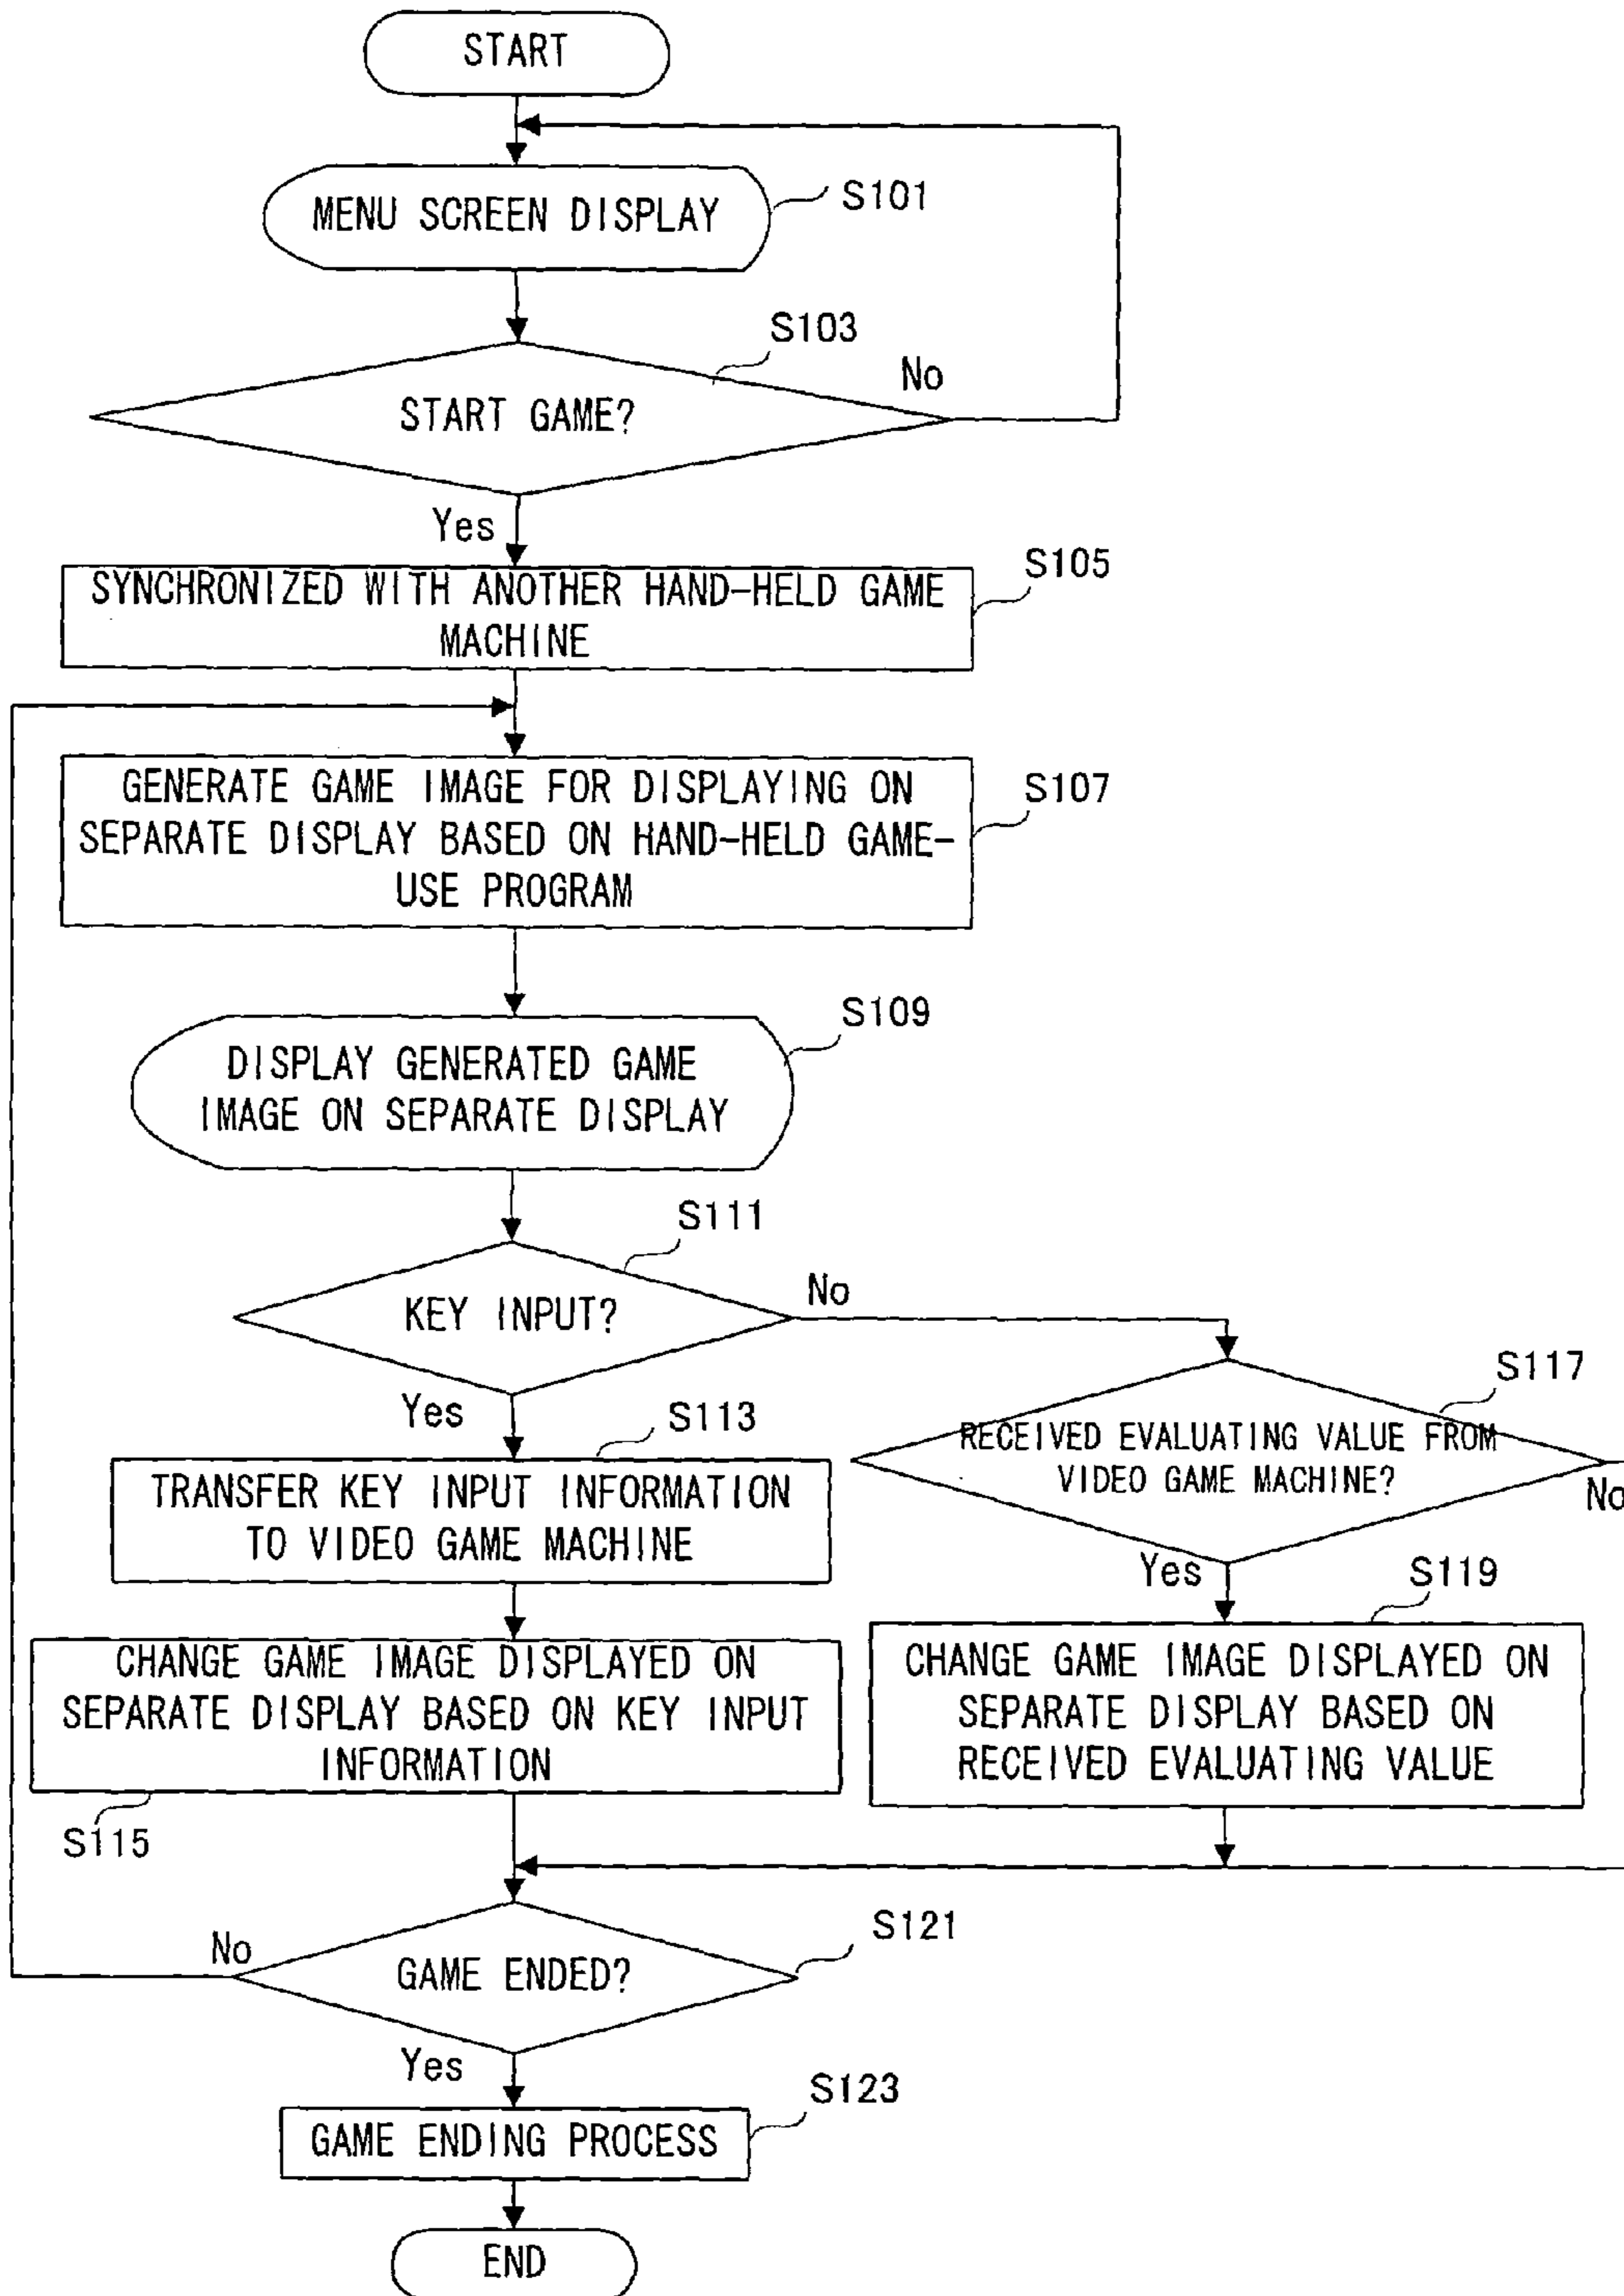 START
MENU SCREEN DISPLAY
S101
S103
START GAME?
No
Yes
S105
SYNCHRONIZED WITH ANOTHER HAND-HELD GAME
MACHINE
S107
GENERATE GAME IMAGE FOR DISPLAYING ON
SEPARATE DISPLAY BASED ON HAND-HELD GAME-
USE PROGRAM
S109
DISPLAY GENERATED GAME
IMAGE ON SEPARATE DISPLAY
S111
KEY INPUT?
No
Yes
S113
TRANSFER KEY INPUT INFORMATION
TO VIDEO GAME MACHINE
S117
RECEIVED EVALUATING VALUE FROM
VIDEO GAME MACHINE?
No
Yes
S119
CHANGE GAME IMAGE DISPLAYED ON
SEPARATE DISPLAY BASED ON KEY INPUT
INFORMATION
S115
CHANGE GAME IMAGE DISPLAYED ON
SEPARATE DISPLAY BASED ON
RECEIVED EVALUATING VALUE
S121
No
GAME ENDED?
Yes
S123
GAME ENDING PROCESS
END